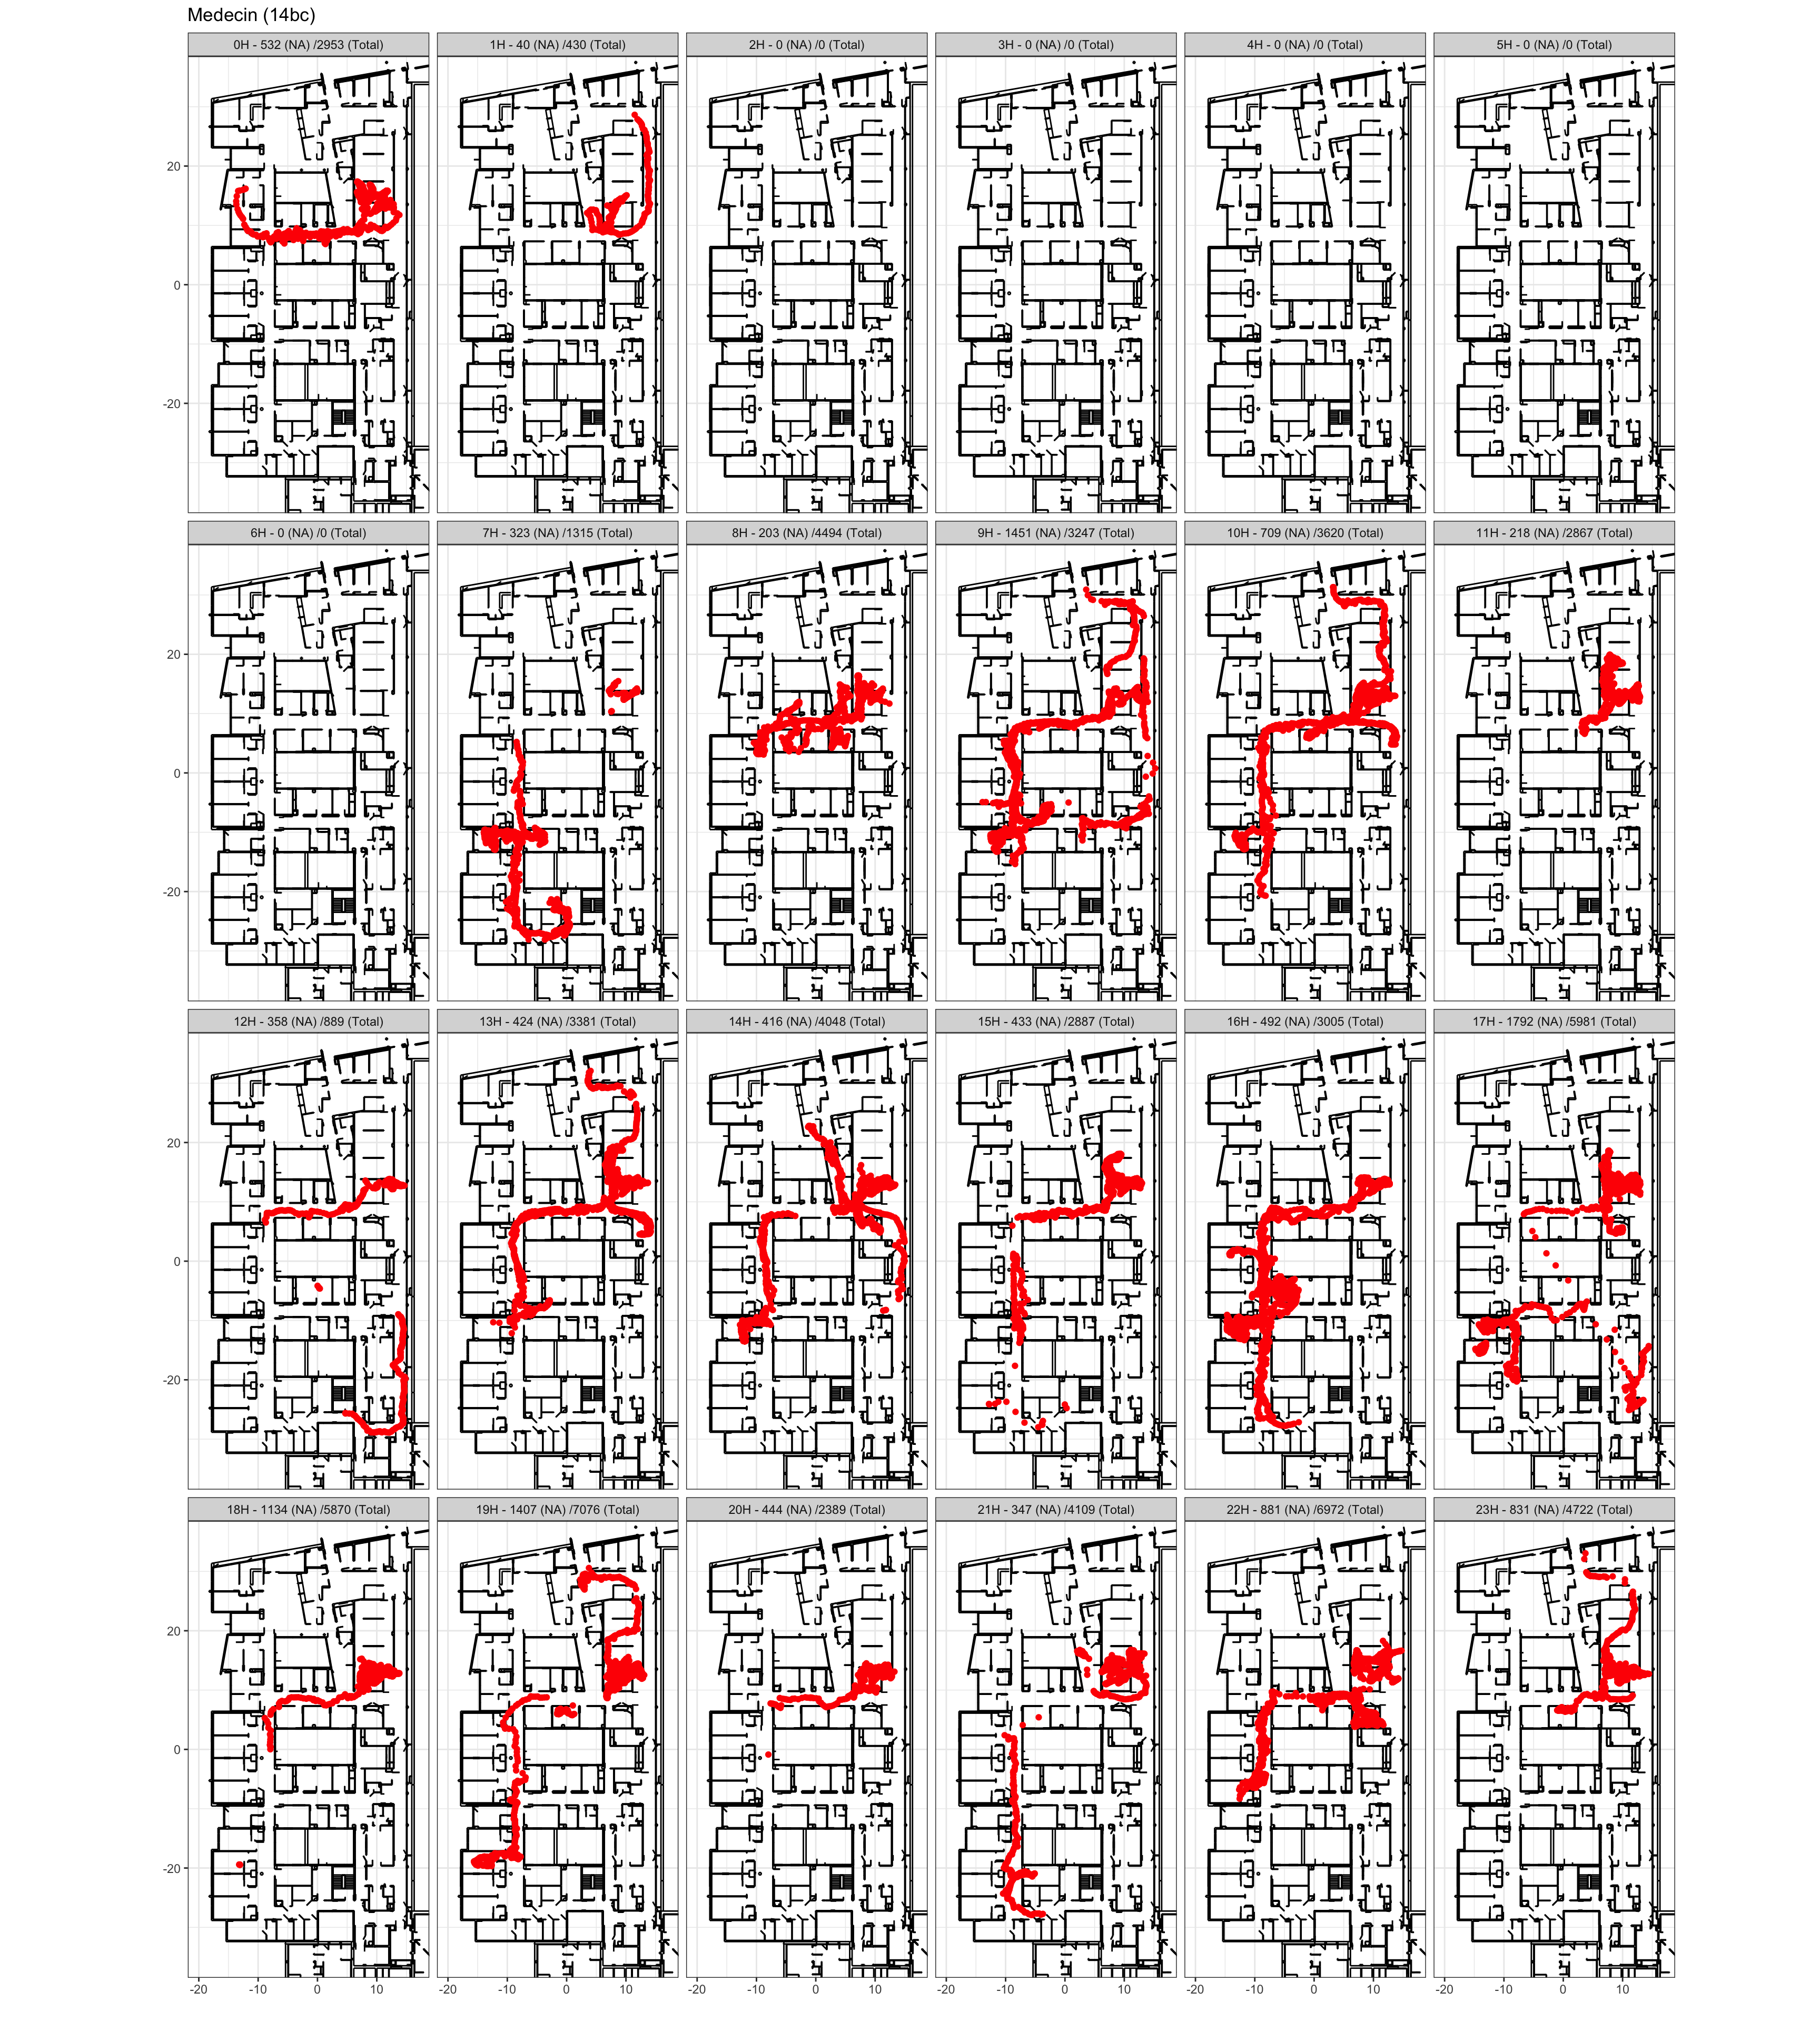 Medecin (14bc)
0H - 532 (NA) /2953 (Total)
1H - 40 (NA) /430 (Total)
2H - 0 (NA) /0 (Total)
3H - 0 (NA) /0 (Total)
4H - 0 (NA) /0 (Total)
5H - 0 (NA) /0 (Total)
20
0
-20
6H - 0 (NA) /0 (Total)
7H - 323 (NA) /1315 (Total)
8H - 203 (NA) /4494 (Total)
9H - 1451 (NA) /3247 (Total)
10H - 709 (NA) /3620 (Total)
11H - 218 (NA) /2867 (Total)
20
0
-20
12H - 358 (NA) /889 (Total)
13H - 424 (NA) /3381 (Total)
14H - 416 (NA) /4048 (Total)
15H - 433 (NA) /2887 (Total)
16H - 492 (NA) /3005 (Total)
17H - 1792 (NA) /5981 (Total)
20
0
-20
18H - 1134 (NA) /5870 (Total)
19H - 1407 (NA) /7076 (Total)
20H - 444 (NA) /2389 (Total)
21H - 347 (NA) /4109 (Total)
22H - 881 (NA) /6972 (Total)
23H - 831 (NA) /4722 (Total)
20
0
-20
-20 -10 0 10
-20 -10 0 10
-20 -10 0 10
-20 -10 0 10
-20 -10 0 10
-20 -10 0 10